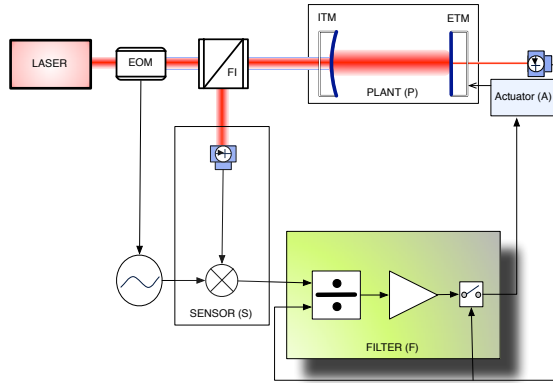 ITM
ETM
LASER
EOM
FI
PLANT (P)
Actuator (A)
SENSOR (S)
FILTER (F)